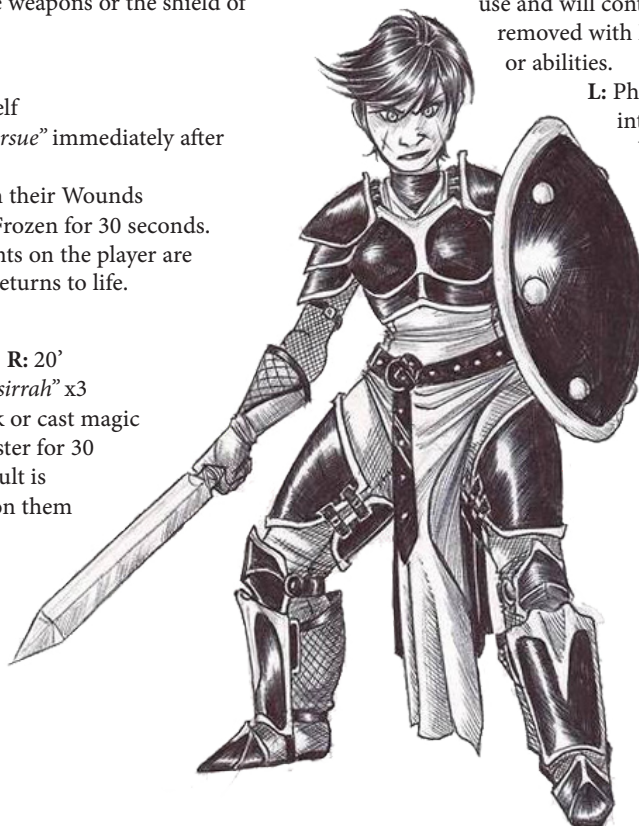 e weapons or the shield of
elf
rsue” immediately after
n their Wounds
Frozen for 30 seconds.
nts on the player are
eturns to life.
R: 20’
sirrah” x3
k or cast magic
ster for 30
ult is
on them
use and will cont
removed with
or abilities.
L: Ph
int